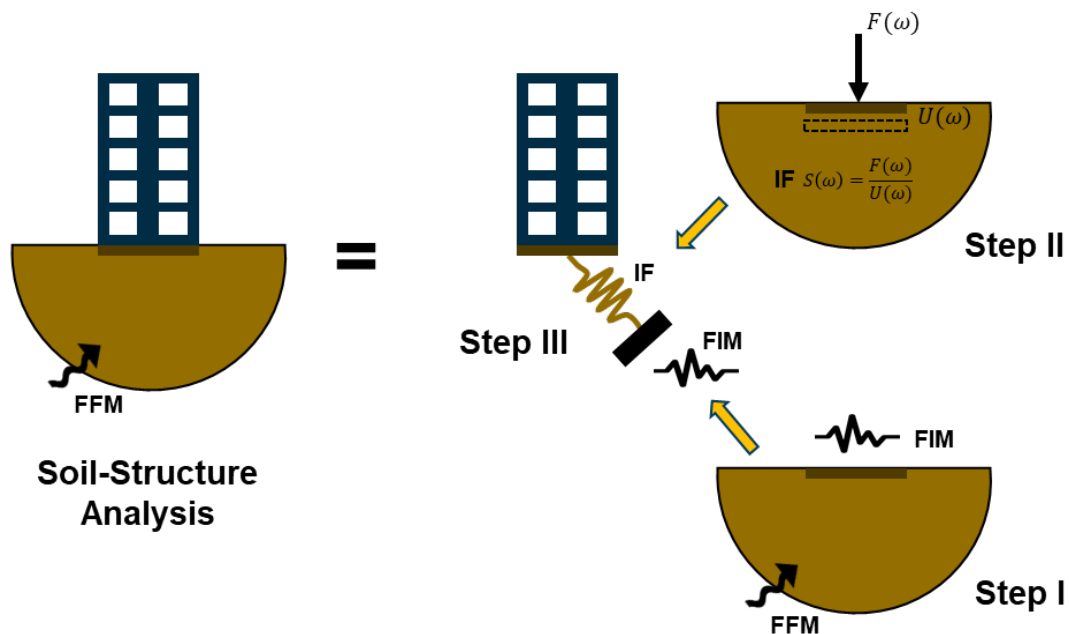 FFM
Soil-Structure
Analysis
=
IF
Step III
FIM
F(ω)
U(ω)
IF S(ω) = F(ω)/U(ω)
Step II
FIM
FFM
Step I